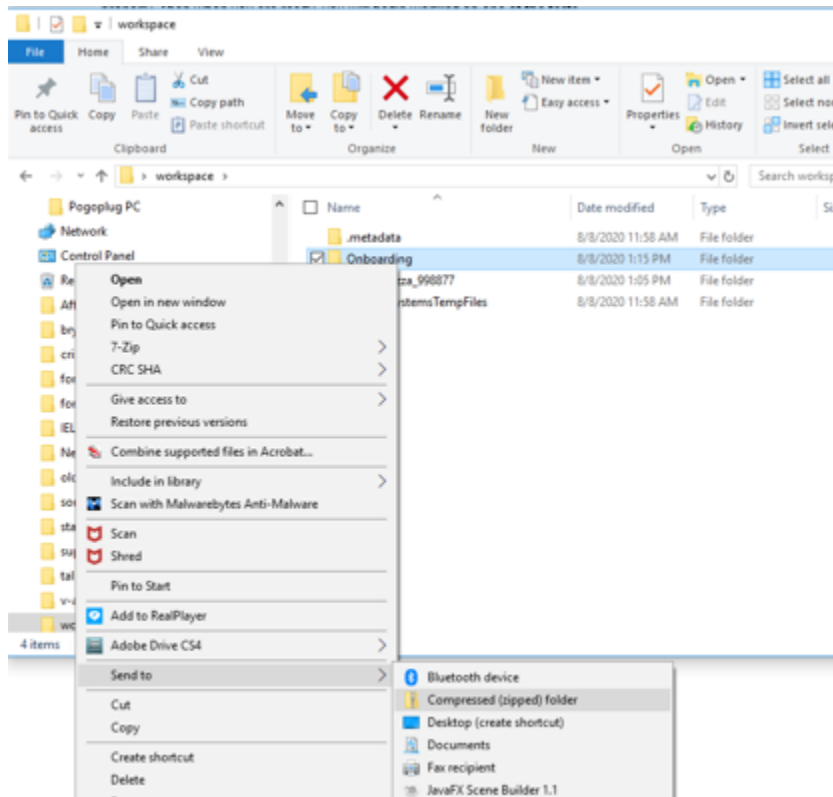 workspace
File Home Share View
Pin to Quick access
Copy
Paste
Cut
Copy path
Paste shortcut
Move to
Copy to
Delete
Rename
New folder
New item
Easy access
Properties
Open
Edit
History
Select all
Select
Invert
Clipboard Organize New Open Select
workspace Search
Pogoplug PC
Network
Control Panel
Name Date modified Type
.metadata 8/8/2020 11:58 AM File folder
Onboarding 8/8/2020 1:15 PM File folder
zza_998877 8/8/2020 1:05 PM File folder
stemsTempFiles 8/8/2020 11:58 AM File folder
4 items
Open
Open in new window
Pin to Quick access
7-Zip
CRC SHA
Give access to
Restore previous versions
Combine supported files in Acrobat...
Include in library
Scan with Malwarebytes Anti-Malware
Scan
Shred
Pin to Start
Add to RealPlayer
Adobe Drive CS4
Send to
Cut
Copy
Create shortcut
Delete
Bluetooth device
Compressed (zipped) folder
Desktop (create shortcut)
Documents
Fax recipient
JavaFX Scene Builder 1.1